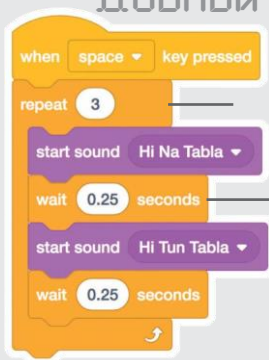 when space key pressed
repeat 3
start sound Hi Na Tabla
wait 0.25 seconds
start sound Hi Tun Tabla
wait 0.25 seconds